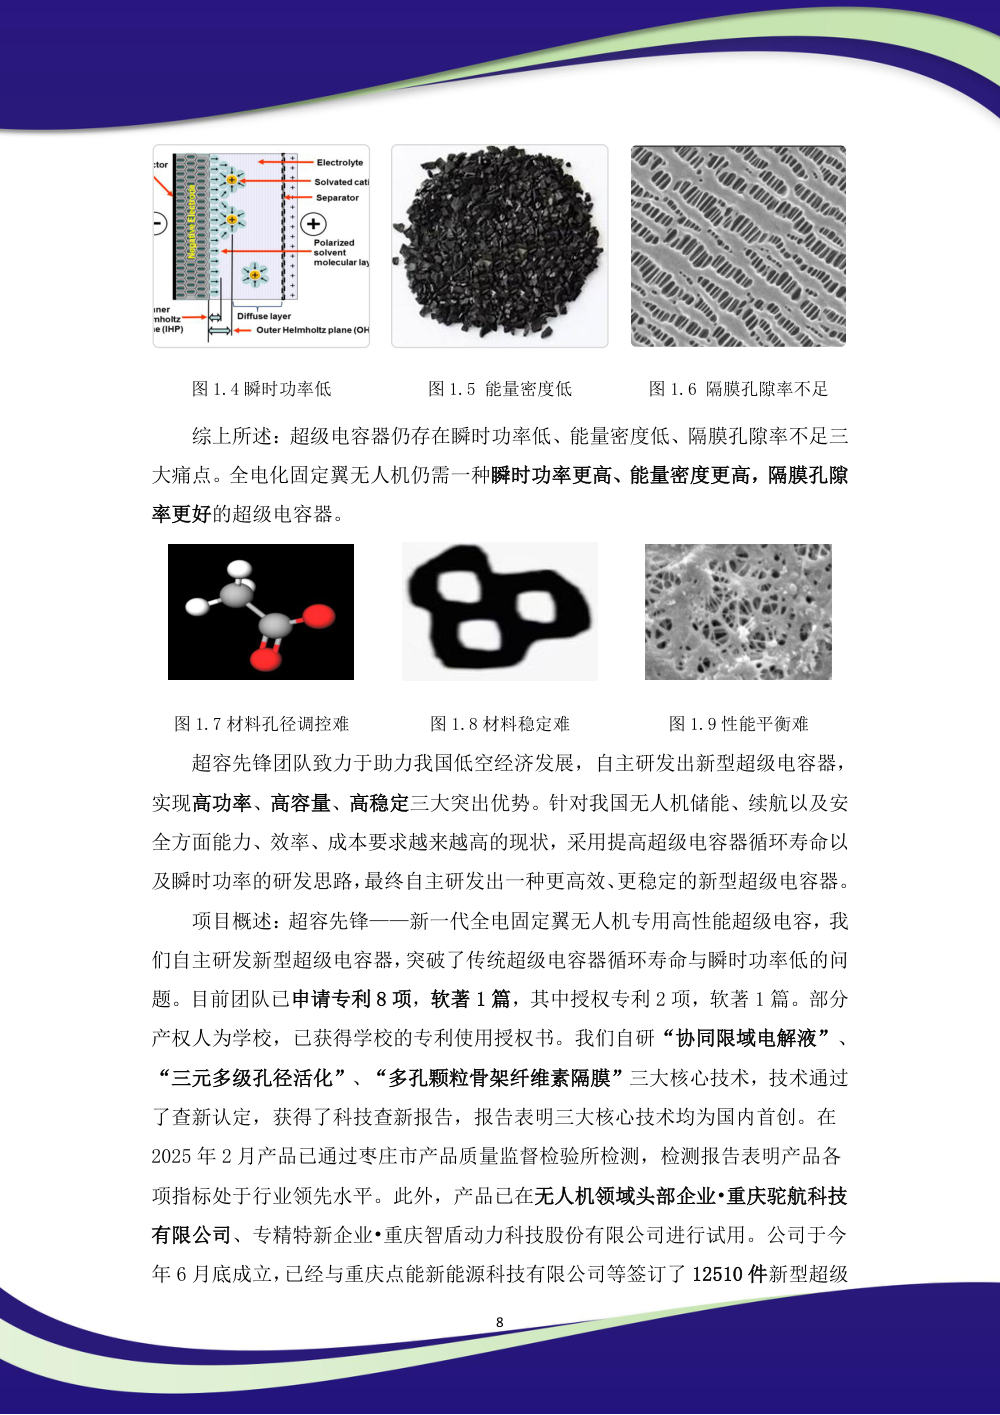 ctor
Electrolyte
Solvated cati
Separator
Negative Electrode
Polarized
solvent
molecular lay
nner
mholtz
e (IHP)
Diffuse layer
Outer Helmholtz plane (OH
图 1.4 瞬时功率低
图 1.5 能量密度低
图 1.6 隔膜孔隙率不足
综上所述：超级电容器仍存在瞬时功率低、能量密度低、隔膜孔隙率不足三
大痛点。全电化固定翼无人机仍需一种瞬时功率更高、能量密度更高，隔膜孔隙
率更好的超级电容器。
图 1.7 材料孔径调控难
图 1.8 材料稳定难
图 1.9 性能平衡难
超容先锋团队致力于助力我国低空经济发展，自主研发出新型超级电容器，
实现高功率、高容量、高稳定三大突出优势。针对我国无人机储能、续航以及安
全方面能力、效率、成本要求越来越高的现状，采用提高超级电容器循环寿命以
及瞬时功率的研发思路，最终自主研发出一种更高效、更稳定的新型超级电容器。
项目概述：超容先锋——新一代全电固定翼无人机专用高性能超级电容，我
们自主研发新型超级电容器，突破了传统超级电容器循环寿命与瞬时功率低的问
题。目前团队已申请专利 8 项，软著 1 篇，其中授权专利 2 项，软著 1 篇。部分
产权人为学校，已获得学校的专利使用授权书。我们自研“协同限域电解液”、
“三元多级孔径活化”、“多孔颗粒骨架纤维素隔膜”三大核心技术，技术通过
了查新认定，获得了科技查新报告，报告表明三大核心技术均为国内首创。在
2025 年 2 月产品已通过枣庄市产品质量监督检验所检测，检测报告表明产品各
项指标处于行业领先水平。此外，产品已在无人机领域头部企业•重庆驼航科技
有限公司、专精特新企业•重庆智盾动力科技股份有限公司进行试用。公司于今
年 6 月底成立，已经与重庆点能新能源科技有限公司等签订了 12510 件新型超级
8